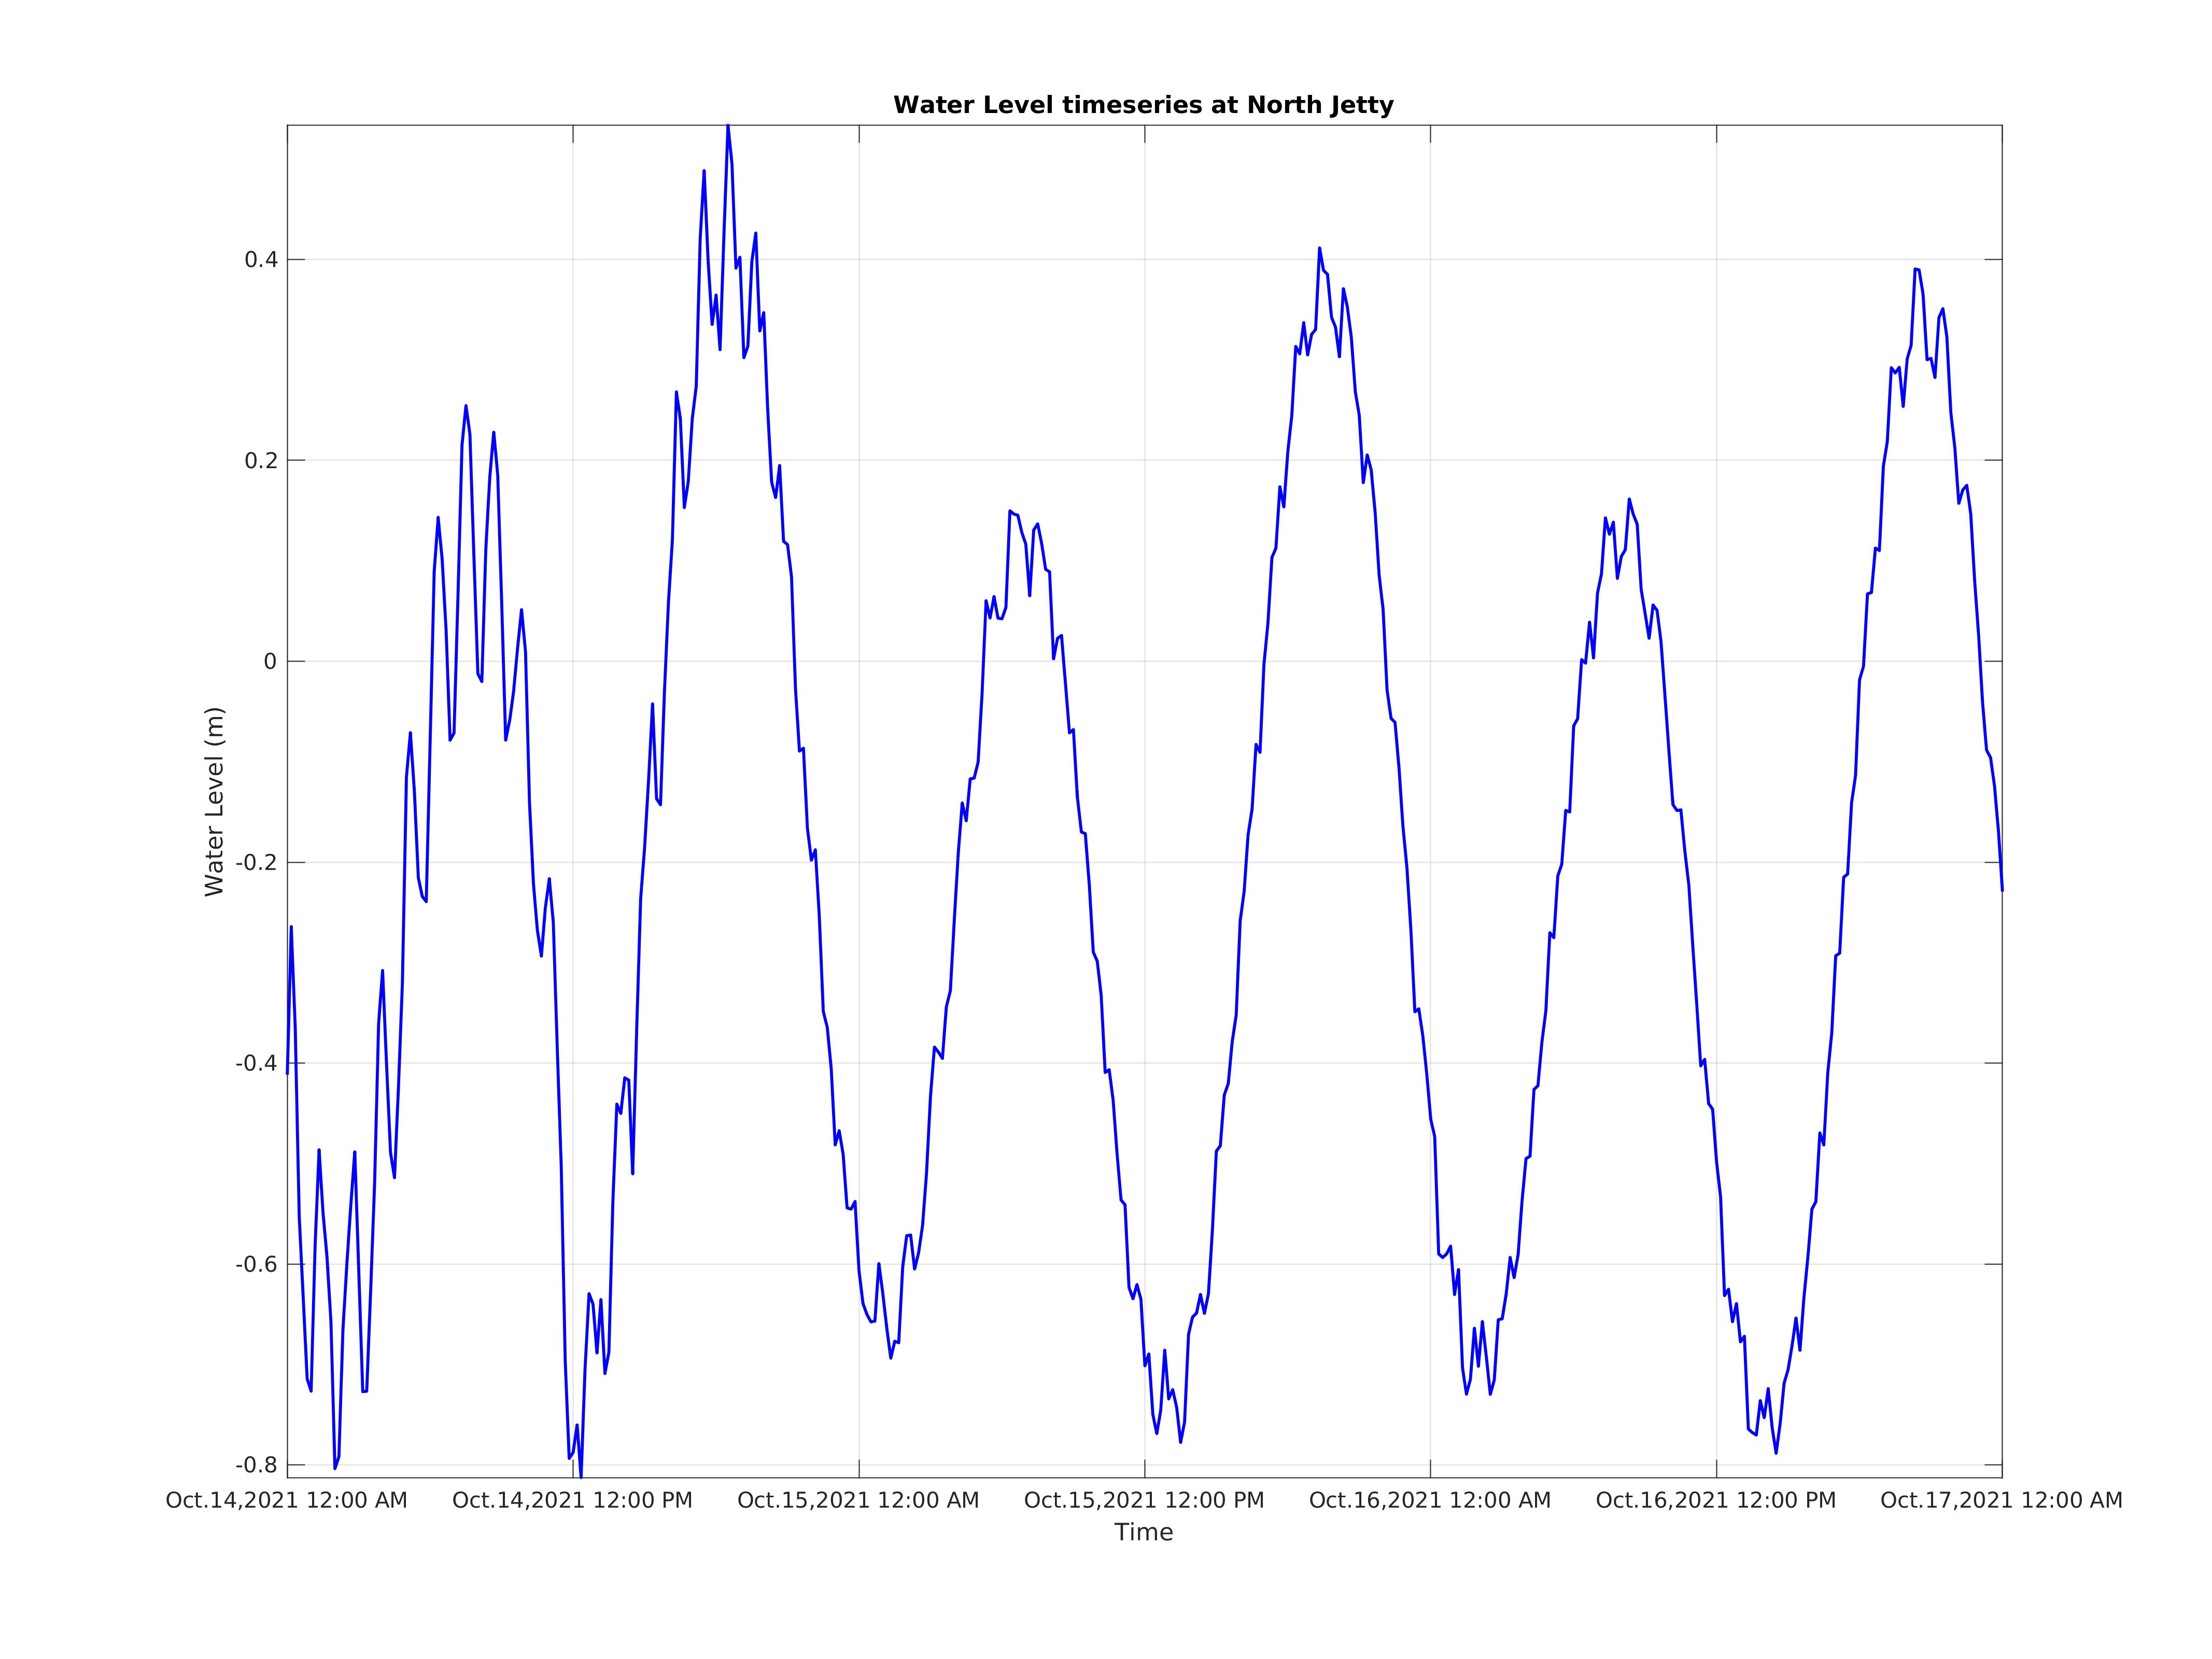 Water Level timeseries at North Jetty
0.4
0.2
0
-0.2
-0.4
-0.6
-0.8
Water Level (m)
Oct.14,2021 12:00 AM
Oct.14,2021 12:00 PM
Oct.15,2021 12:00 AM
Oct.15,2021 12:00 PM
Oct.16,2021 12:00 AM
Oct.16,2021 12:00 PM
Oct.17,2021 12:00 AM
Time